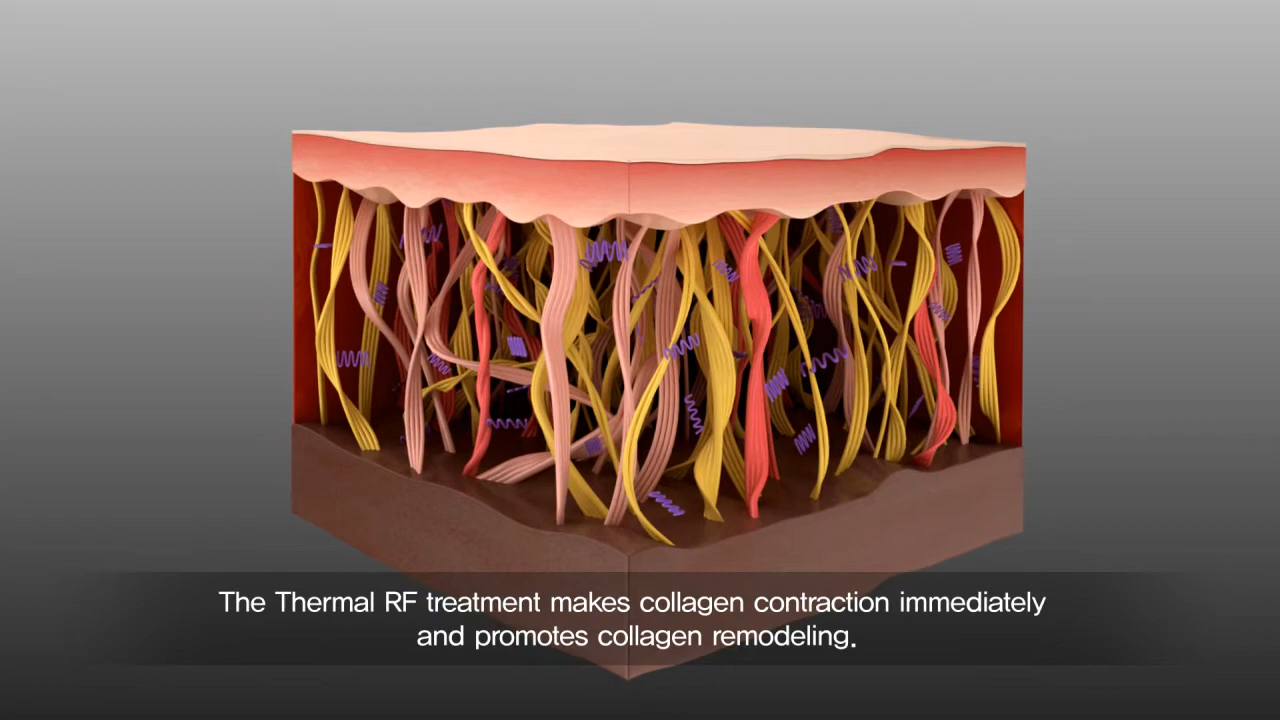 The Thermal RF treatment makes collagen contraction immediately
and promotes collagen remodeling.